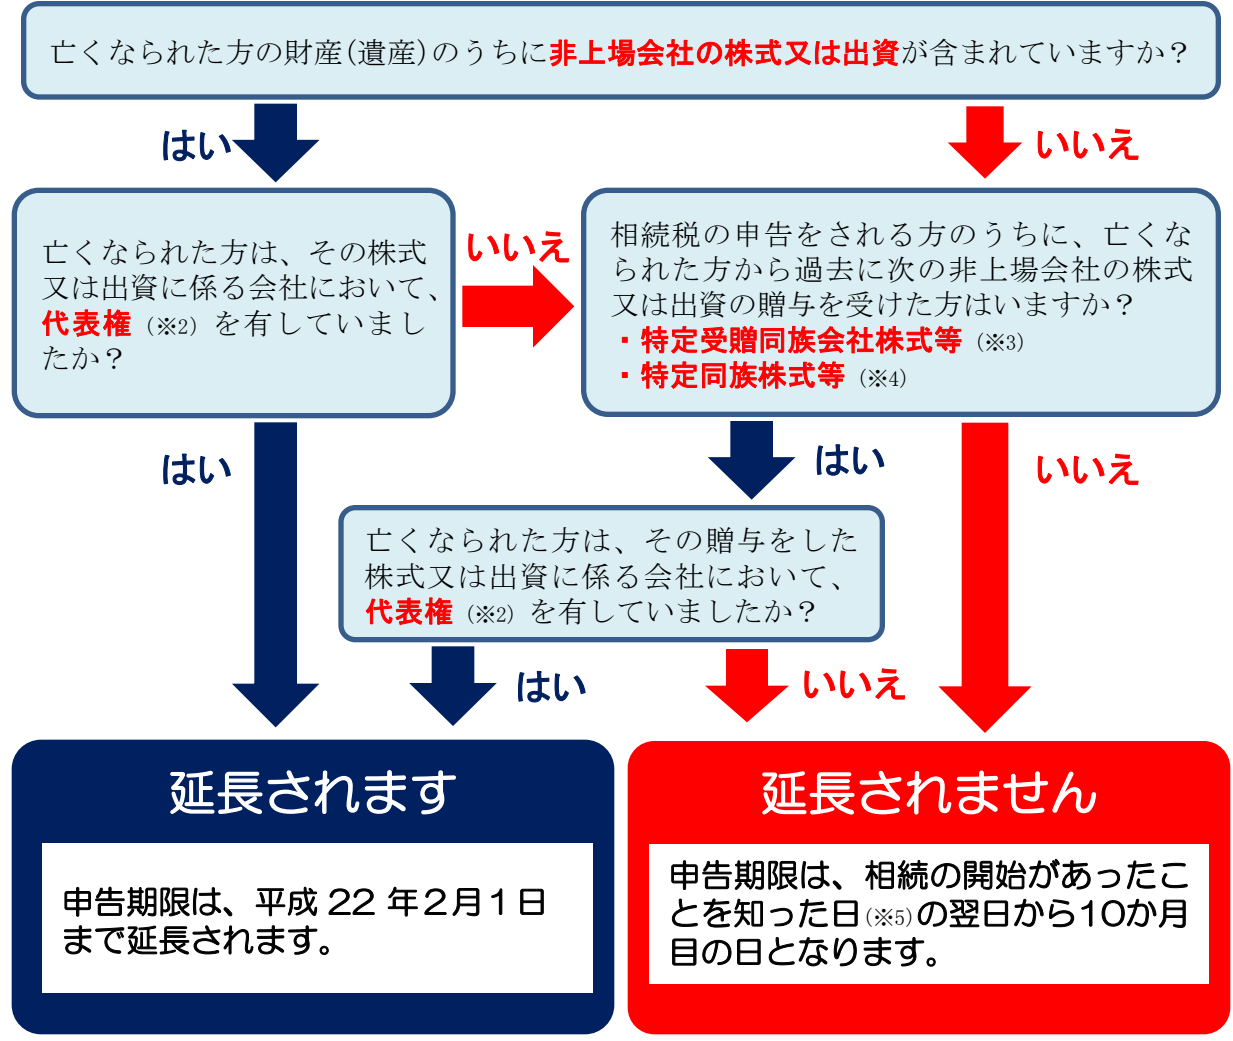 亡くなられた方の財産(遺産)のうちに非上場会社の株式又は出資が含まれていますか？
はい
いいえ
亡くなられた方は、その株式
又は出資に係る会社において、
代表権（※2）を有していまし
たか？
いいえ
相続税の申告をされる方のうちに、亡くな
られた方から過去に次の非上場会社の株式
又は出資の贈与を受けた方はいますか？
・特定受贈同族会社株式等（※3）
・特定同族株式等（※4）
はい
はい
いいえ
亡くなられた方は、その贈与をした
株式又は出資に係る会社において、
代表権（※2）を有していましたか？
はい
いいえ
延長されます
申告期限は、平成 22 年２月１日
まで延長されます。
延長されません
申告期限は、相続の開始があったこ
とを知った日(※5)の翌日から10か月
目の日となります。